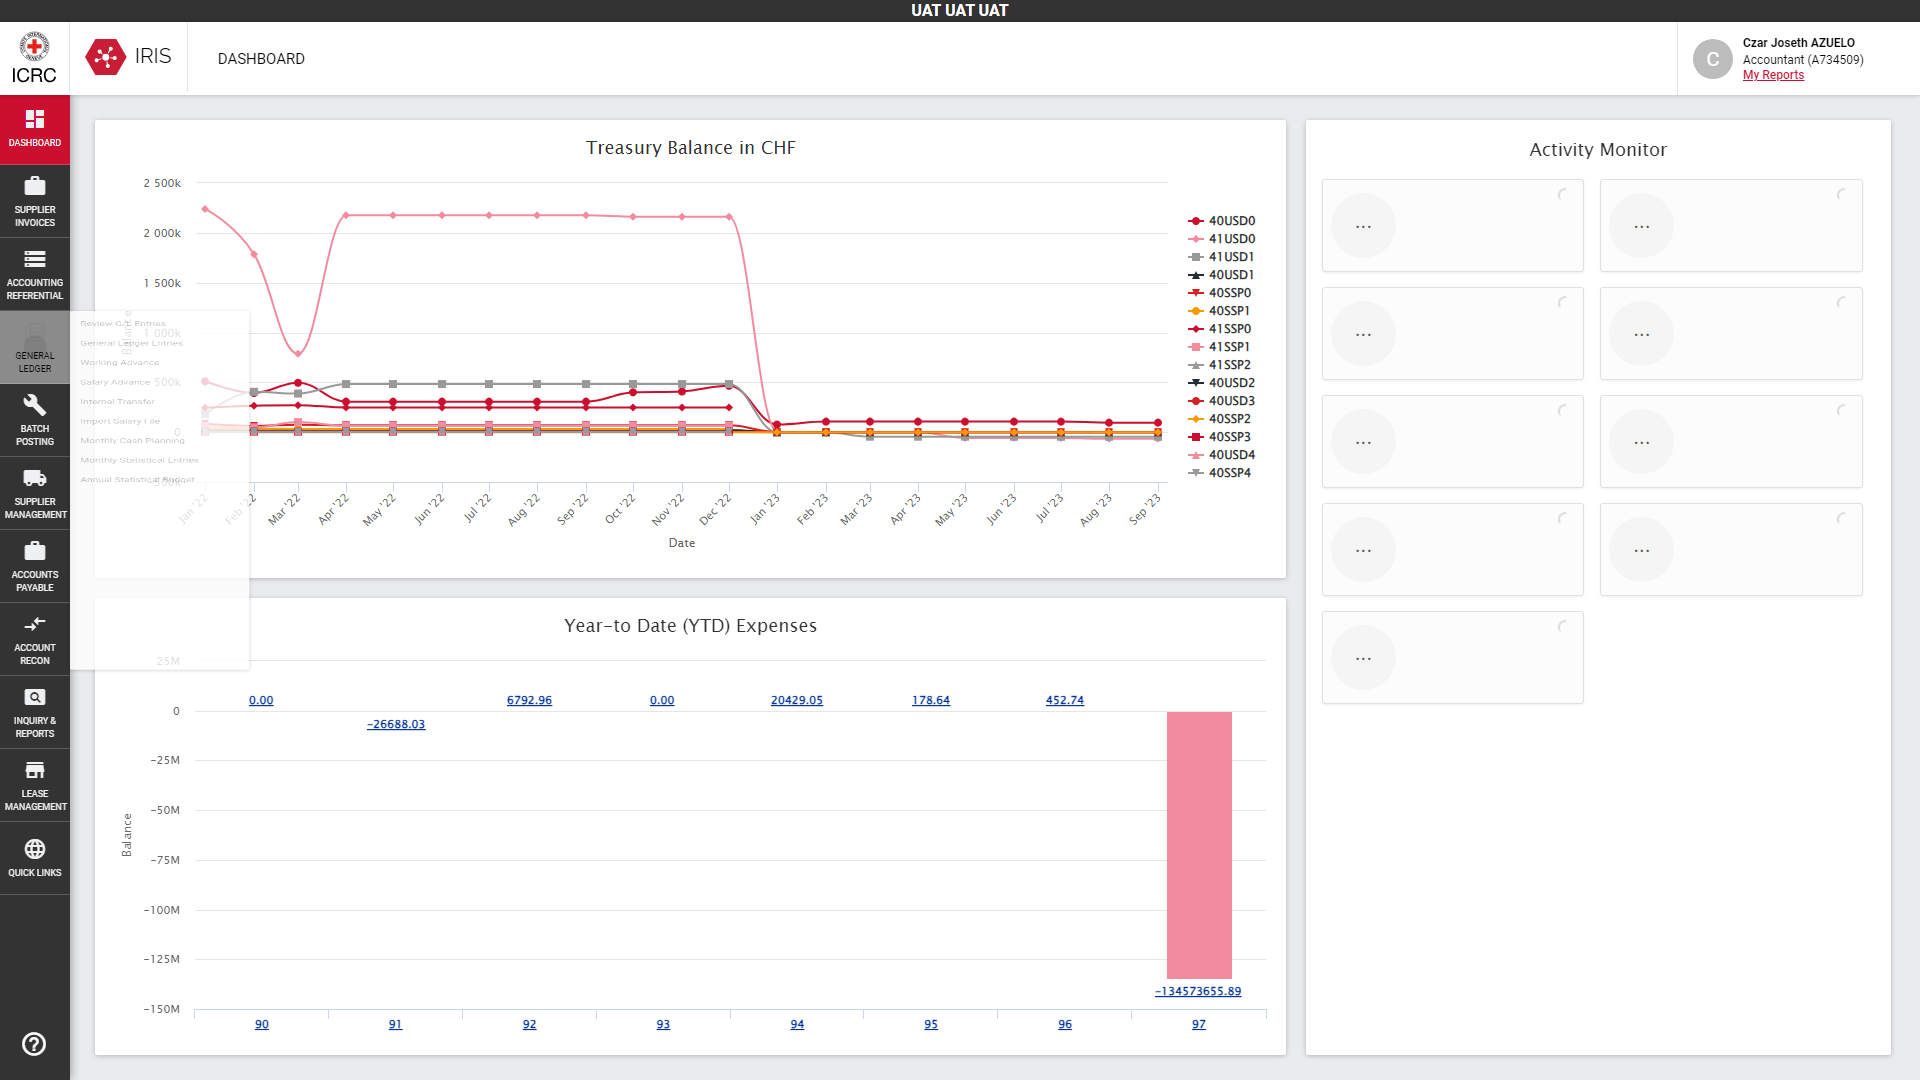 UAT UAT UAT
ICRC
IRIS
DASHBOARD
C
Czar Joseth AZUELO
Accountant (A734509)
My Reports
DASHBOARD
SUPPLIER
INVOICES
ACCOUNTING
REFERENTIAL
GENERAL
LEDGER
BATCH
POSTING
SUPPLIER
MANAGEMENT
ACCOUNTS
PAYABLE
ACCOUNT
RECON
INQUIRY &
REPORTS
LEASE
MANAGEMENT
QUICK LINKS
Review G/L Entries
General Ledger Entries
Working Advance
Salary Advance
Internal Transfer
Import Salary File
Monthly Cash Planning
Monthly Statistical Entries
Annual Statistical Budget
Treasury Balance in CHF
Balance
2 500k
2 000k
1 500k
1 000k
500k
0
Jan '22
Feb '22
Mar '22
Apr '22
May '22
Jun '22
Jul '22
Aug '22
Sep '22
Oct '22
Nov '22
Dec '22
Jan '23
Feb '23
Mar '23
Apr '23
May '23
Jun '23
Jul '23
Aug '23
Sep '23
Date
40USD0
41USD0
41USD1
40USD1
40SSP0
40SSP1
41SSP0
41SSP1
41SSP2
40USD2
40USD3
40SSP2
40SSP3
40USD4
40SSP4
Year-to Date (YTD) Expenses
Balance
25M
0
-25M
-50M
-75M
-100M
-125M
-150M
0.00
-26688.03
6792.96
0.00
20429.05
178.64
452.74
-134573655.89
90
91
92
93
94
95
96
97
Activity Monitor
...
...
...
...
...
...
...
...
...